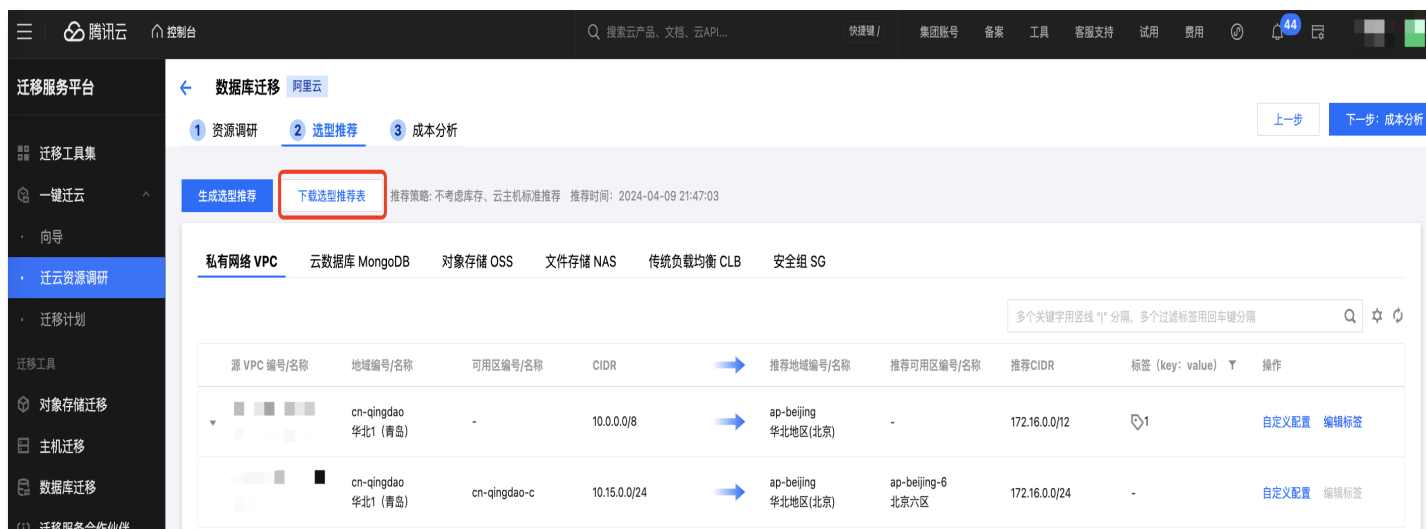 腾讯云 控制台 搜索云产品、文档、云API... 快捷键 / 集团账号 备案 工具 客服支持 试用 费用 44
迁移服务平台
迁移工具集
一键迁云
向导
迁云资源调研
迁移计划
迁移工具
对象存储迁移
主机迁移
数据库迁移
迁移服务合作伙伴
数据库迁移 阿里云
1 资源调研 2 选型推荐 3 成本分析
上一步 下一步：成本分析
生成选型推荐 下载选型推荐表 推荐策略: 不考虑库存、云主机标准推荐 推荐时间：2024-04-09 21:47:03
私有网络 VPC 云数据库 MongoDB 对象存储 OSS 文件存储 NAS 传统负载均衡 CLB 安全组 SG
多个关键字用竖线 "|" 分隔，多个过滤标签用回车键分隔
源 VPC 编号/名称 地域编号/名称 可用区编号/名称 CIDR 推荐地域编号/名称 推荐可用区编号/名称 推荐CIDR 标签（key：value） 操作
cn-qingdao - 10.0.0.0/8 ap-beijing - 172.16.0.0/12 1 自定义配置 编辑标签
华北1（青岛） 华北地区(北京)
cn-qingdao cn-qingdao-c 10.15.0.0/24 ap-beijing ap-beijing-6 172.16.0.0/24 - 自定义配置 编辑标签
华北1（青岛） 华北地区(北京) 北京六区